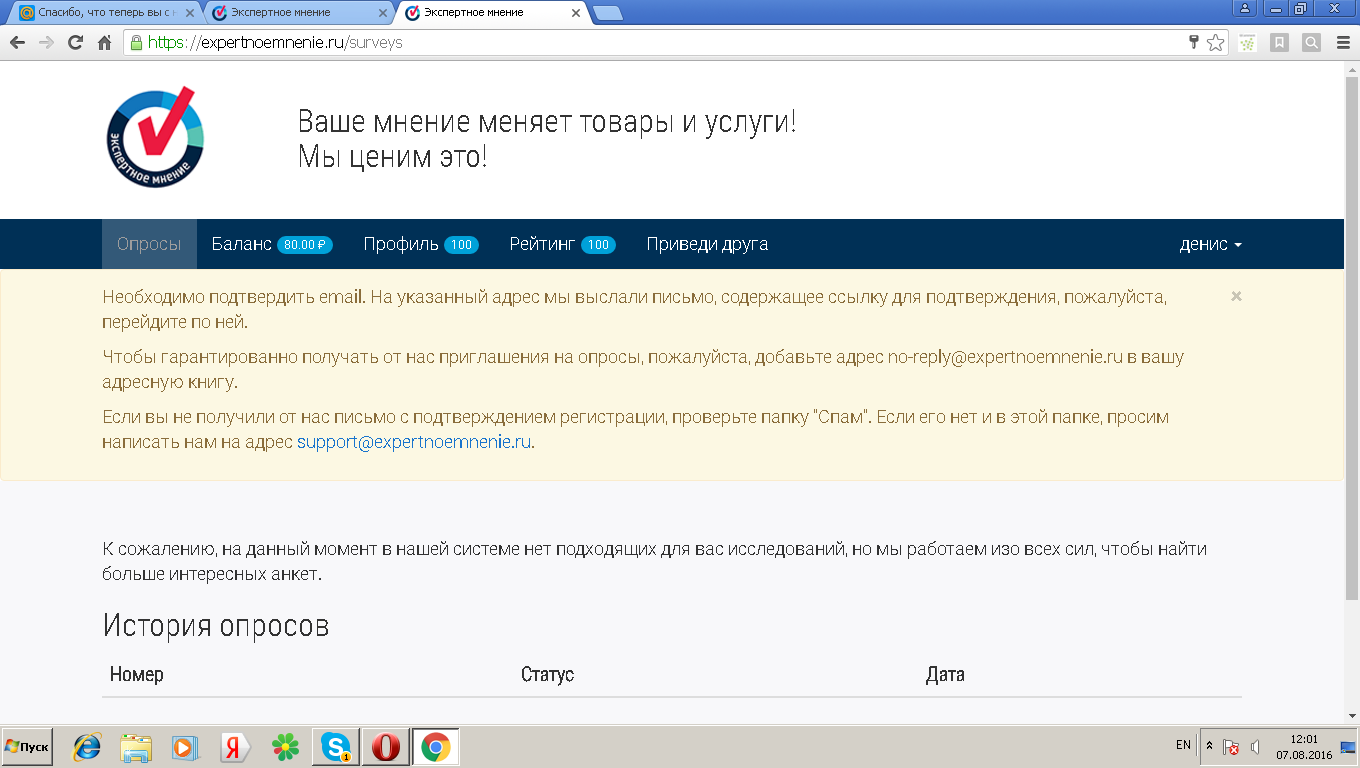 Спасибо, что теперь вы с н
Экспертное мнение
Экспертное мнение
https://expertnoemnenie.ru/surveys
ЭКСПЕРТНОЕ МНЕНИЕ
Ваше мнение меняет товары и услуги!
Мы ценим это!
Опросы Баланс 80.00 ₽ Профиль 100 Рейтинг 100 Приведи друга денис
Необходимо подтвердить email. На указанный адрес мы выслали письмо, содержащее ссылку для подтверждения, пожалуйста,
перейдите по ней.
Чтобы гарантированно получать от нас приглашения на опросы, пожалуйста, добавьте адрес no-reply@expertnoemnenie.ru в вашу
адресную книгу.
Если вы не получили от нас письмо с подтверждением регистрации, проверьте папку "Спам". Если его нет и в этой папке, просим
написать нам на адрес support@expertnoemnenie.ru.
К сожалению, на данный момент в нашей системе нет подходящих для вас исследований, но мы работаем изо всех сил, чтобы найти
больше интересных анкет.
История опросов
Номер Статус Дата
Пуск
Я
1
EN
12:01
07.08.2016